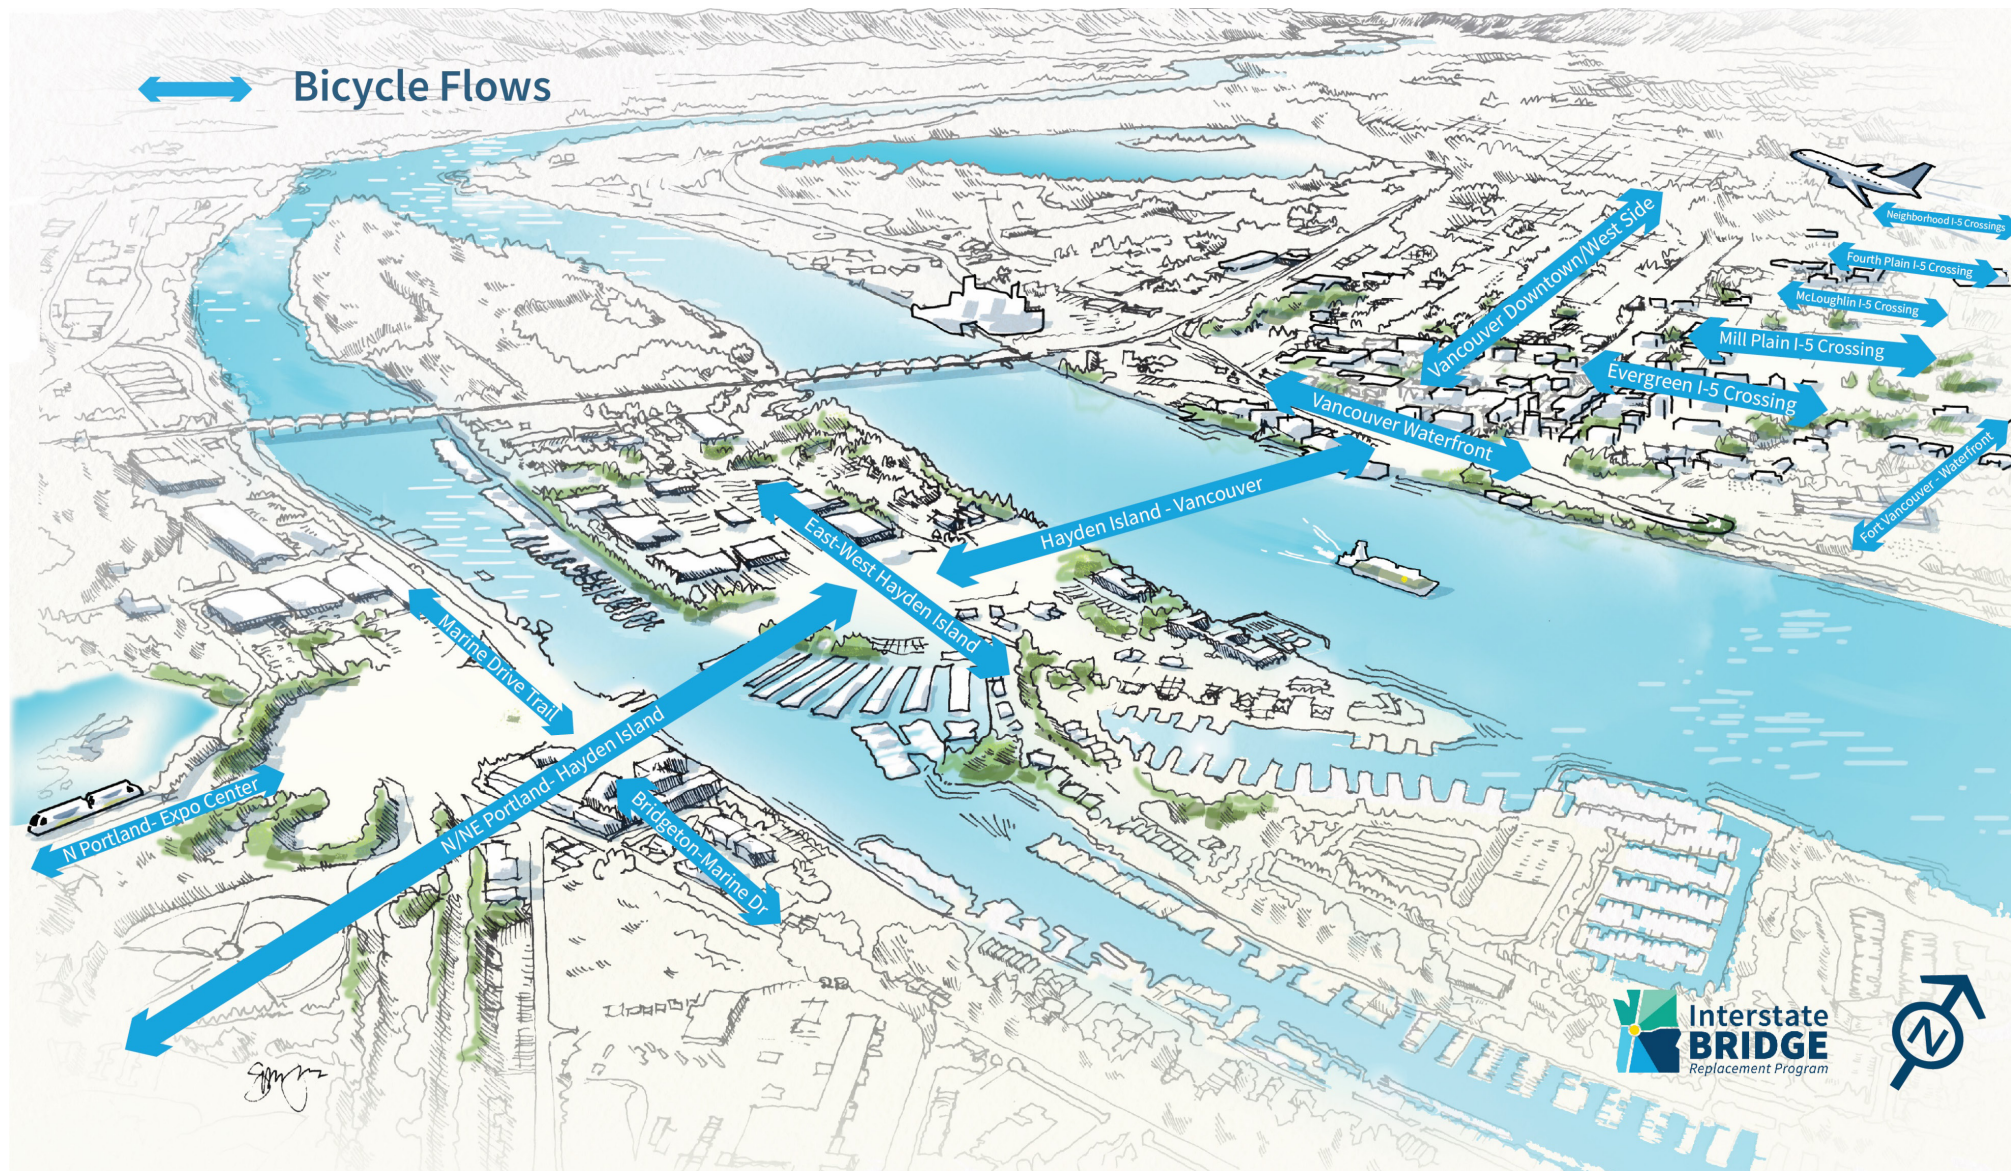 Bicycle Flows
Neighborhood I-5 Crossings
Fourth Plain I-5 Crossing
McLoughlin I-5 Crossing
Mill Plain I-5 Crossing
Evergreen I-5 Crossing
Vancouver Downtown/West Side
Vancouver Waterfront
Fort Vancouver - Waterfront
Hayden Island - Vancouver
East-West Hayden Island
Marine Drive Trail
N/NE Portland- Hayden Island
N Portland- Expo Center
Bridgeton-Marine Dr
Interstate
BRIDGE
Replacement Program
N